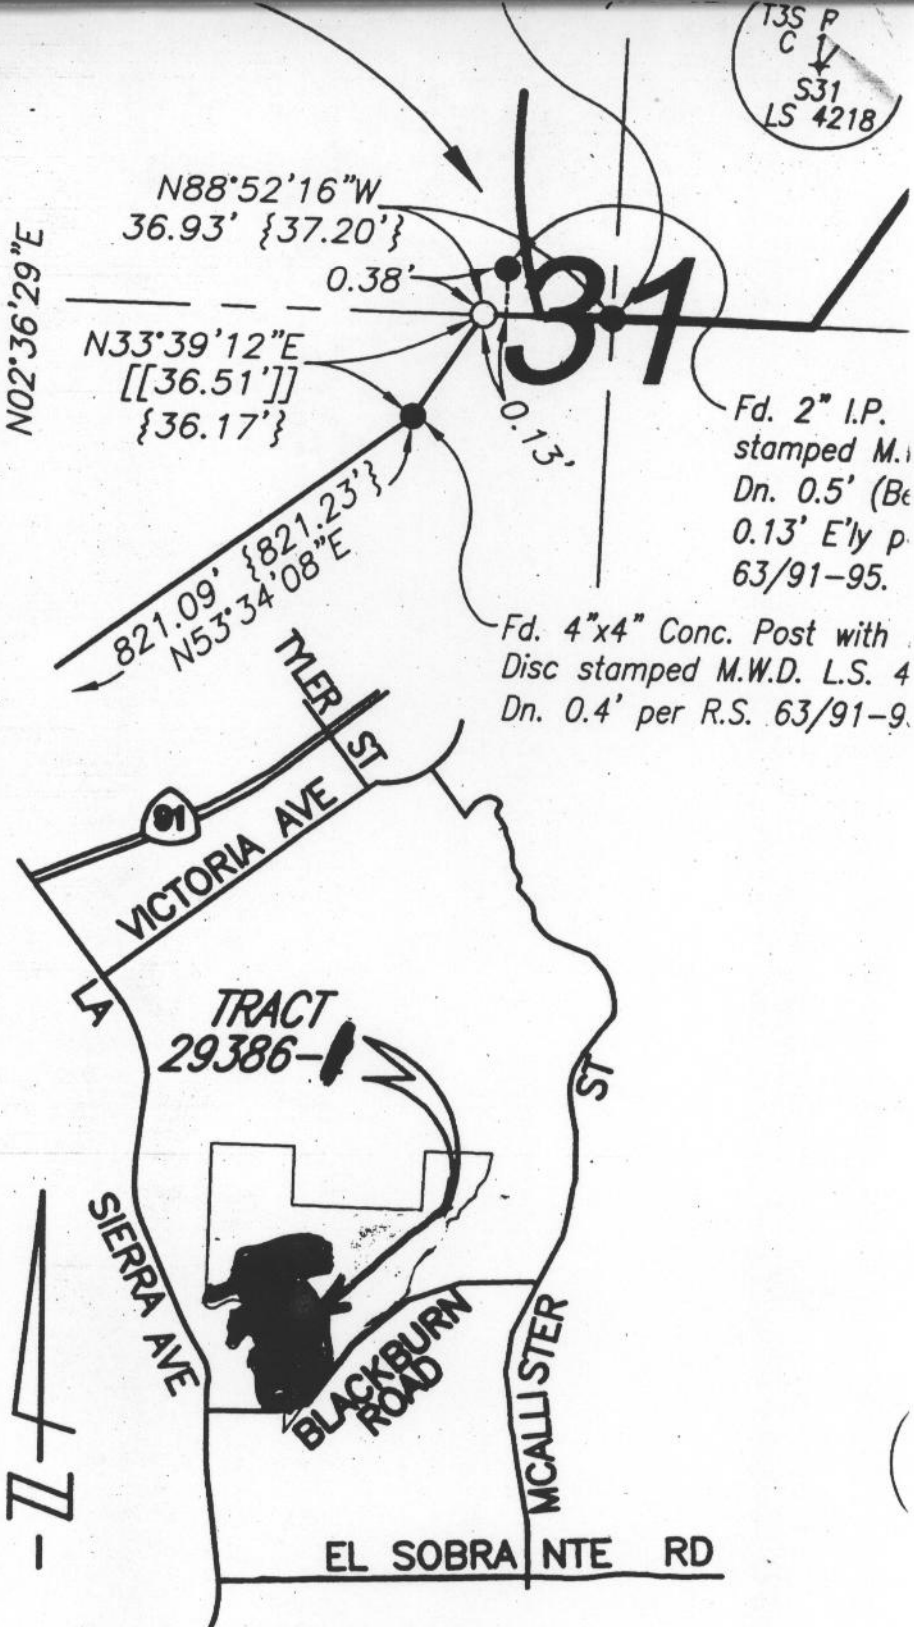 T3S R
C
S31
LS 4218
N88°52'16"W
36.93' {37.20'}
0.38'
N02°36'29"E
N33°39'12"E
[[36.51']]
{36.17'}
31
0.13'
Fd. 2" I.P.
stamped
Dn. 0.5'
0.13' E'ly
63/91-95.
821.09' {821.23'}
N53°34'08"E
Fd. 4"x4" Conc. Post with
Disc stamped M.W.D. L.S. 4
Dn. 0.4' per R.S. 63/91-9
TYLER
ST
91
VICTORIA AVE
LA
TRACT
29386-
ST
SIERRA AVE
BLACKBURN
ROAD
MCALLISTER
N
EL SOBRANTE RD